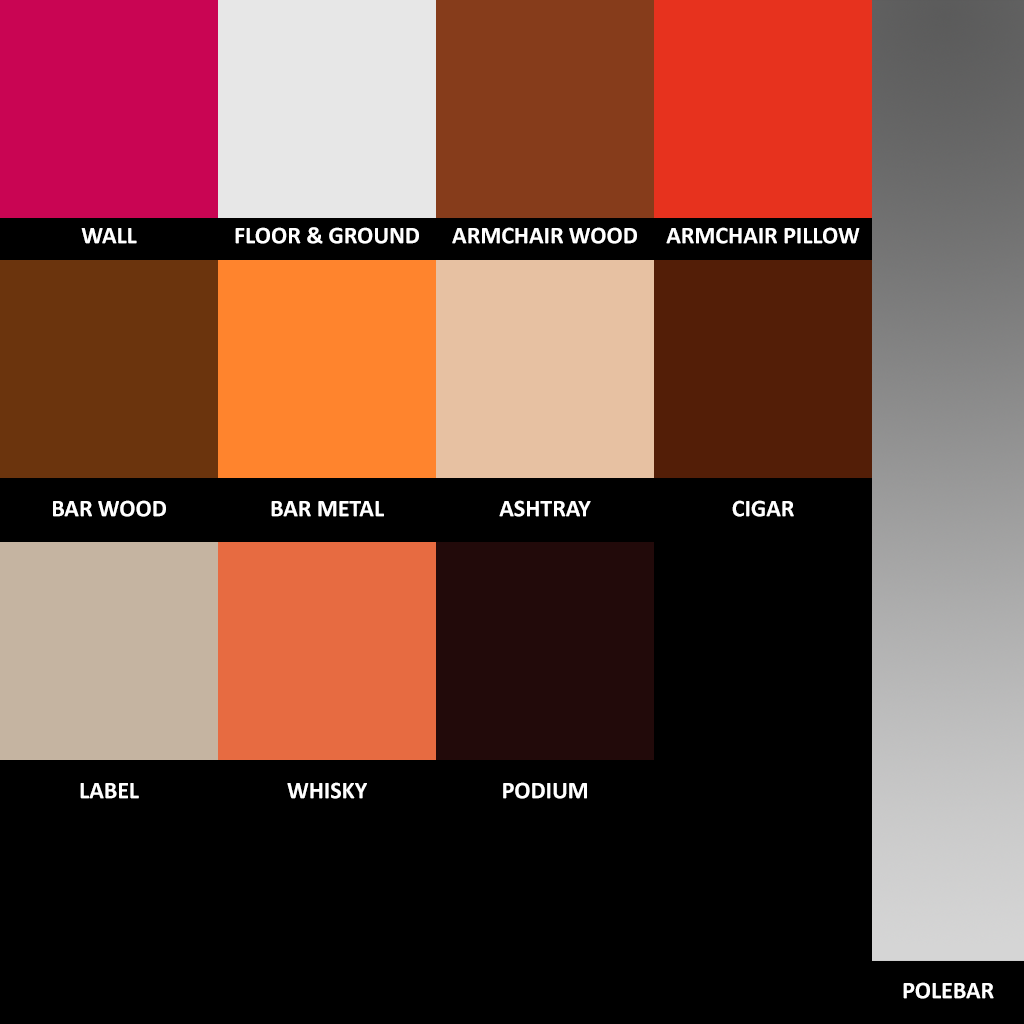 WALL
FLOOR & GROUND
ARMCHAIR WOOD
ARMCHAIR PILLOW
BAR WOOD
BAR METAL
ASHTRAY
CIGAR
LABEL
WHISKY
PODIUM
POLEBAR